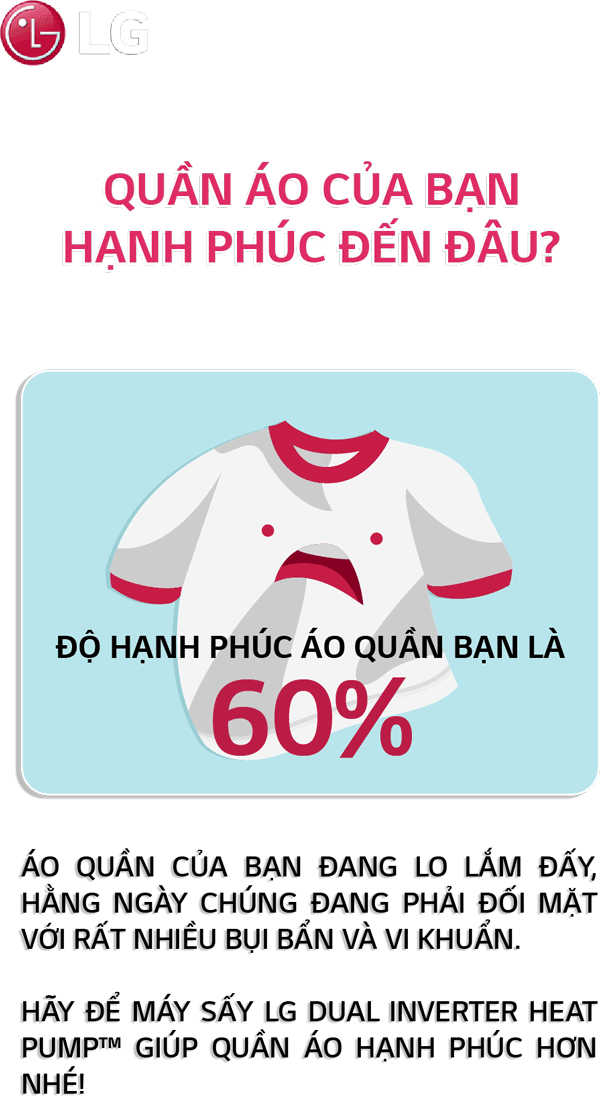 LG
QUẦN ÁO CỦA BẠN
HẠNH PHÚC ĐẾN ĐÂU?
ĐỘ HẠNH PHÚC ÁO QUẦN BẠN LÀ
60%
ÁO QUẦN CỦA BẠN ĐANG LO LẮM ĐẤY,
HẰNG NGÀY CHÚNG ĐANG PHẢI ĐỐI MẶT
VỚI RẤT NHIỀU BỤI BẨN VÀ VI KHUẨN.
HÃY ĐỂ MÁY SẤY LG DUAL INVERTER HEAT
PUMP™ GIÚP QUẦN ÁO HẠNH PHÚC HƠN
NHÉ!